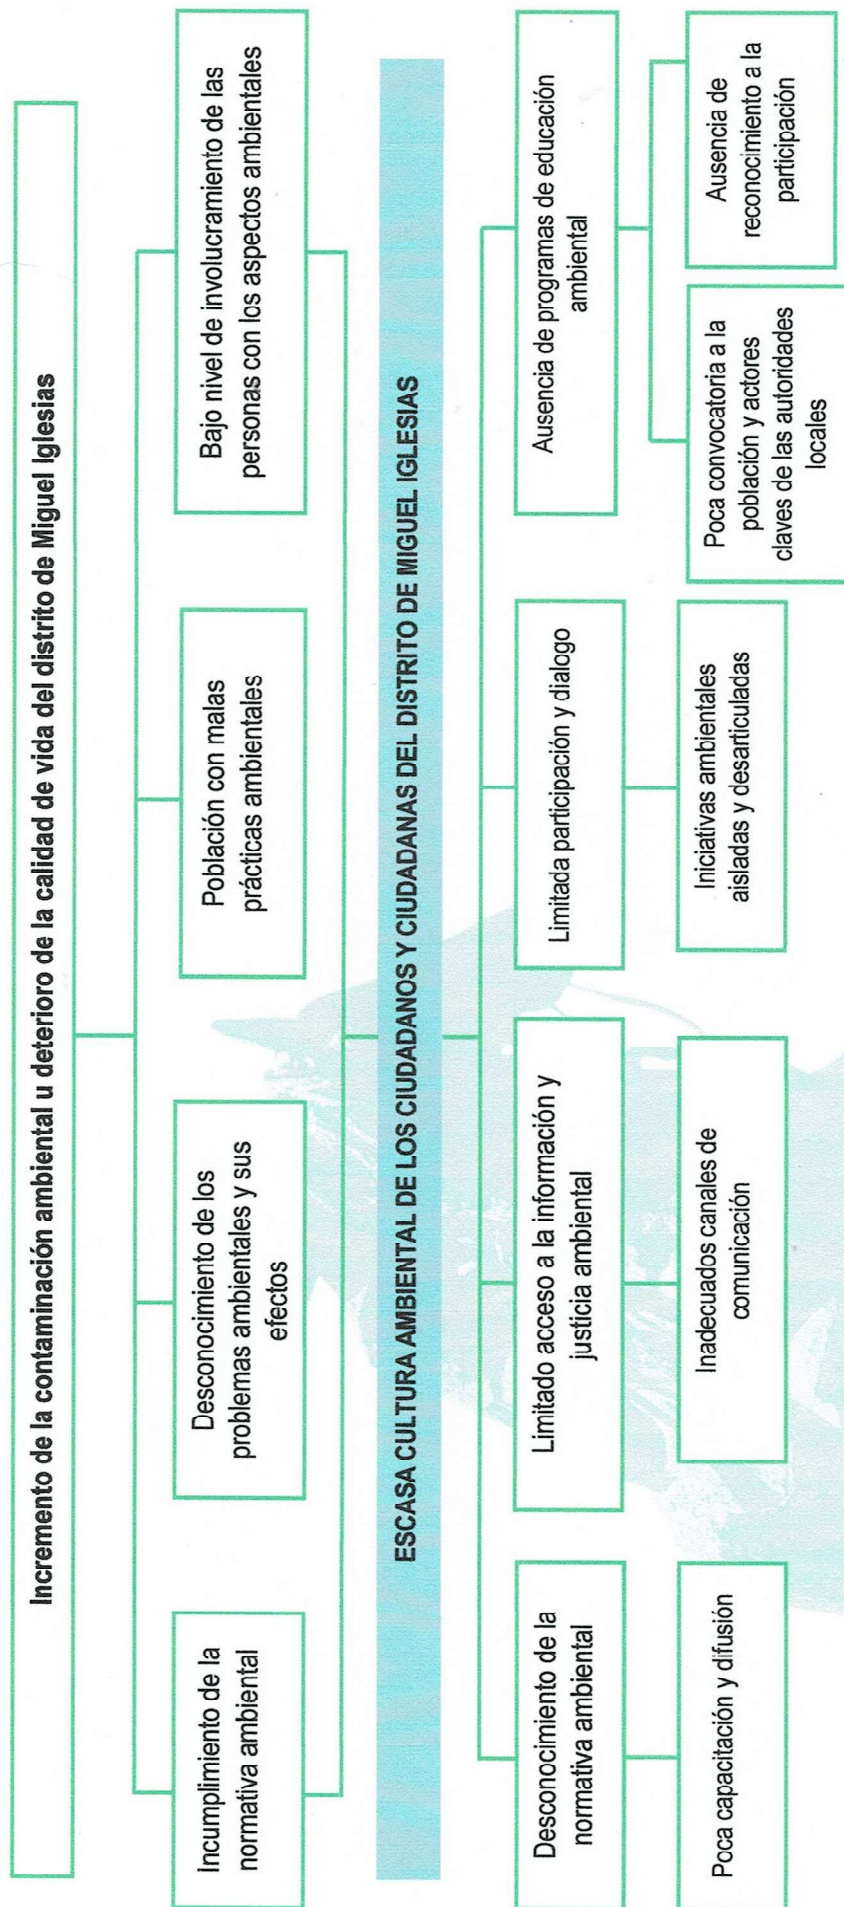 Incremento de la contaminación ambiental u deterioro de la calidad de vida del distrito de Miguel Iglesias
Incumplimiento de la
normativa ambiental
Desconocimiento de los
problemas ambientales y sus
efectos
Población con malas
prácticas ambientales
Bajo nivel de involucramiento de las
personas con los aspectos ambientales
ESCASA CULTURA AMBIENTAL DE LOS CIUDADANOS Y CIUDADANAS DEL DISTRITO DE MIGUEL IGLESIAS
Desconocimiento de la
normativa ambiental
Limitado acceso a la información y
justicia ambiental
Limitada participación y dialogo
Ausencia de programas de educación
ambiental
Poca capacitación y difusión
Inadecuados canales de
comunicación
Iniciativas ambientales
aisladas y desarticuladas
Poca convocatoria a la
población y actores
claves de las autoridades
locales
Ausencia de
reconocimiento a la
participación